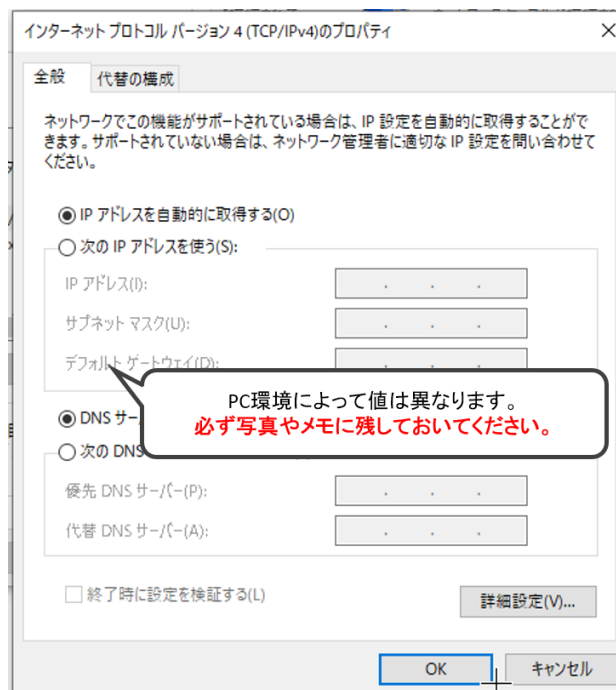 インターネット プロトコル バージョン 4 (TCP/IPv4)のプロパティ
全般
代替の構成
ネットワークでこの機能がサポートされている場合は、IP 設定を自動的に取得することがで
きます。サポートされていない場合は、ネットワーク管理者に適切な IP 設定を問い合わせて
ください。
IP アドレスを自動的に取得する(O)
次の IP アドレスを使う(S):
IP アドレス(I):
サブネット マスク(U):
デフォルト ゲートウェイ(D):
PC環境によって値は異なります。
必ず写真やメモに残しておいてください。
DNS サー
次の DNS
優先 DNS サーバー(P):
代替 DNS サーバー(A):
終了時に設定を検証する(L)
詳細設定(V)...
OK
キャンセル